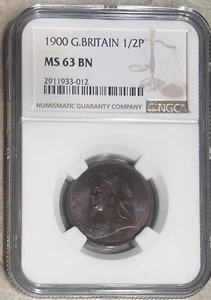 1900 G.BRITAIN 1/2P
MS 63 BN
2911933-012
NUMISMATIC GUARANTY COMPANY
NGC